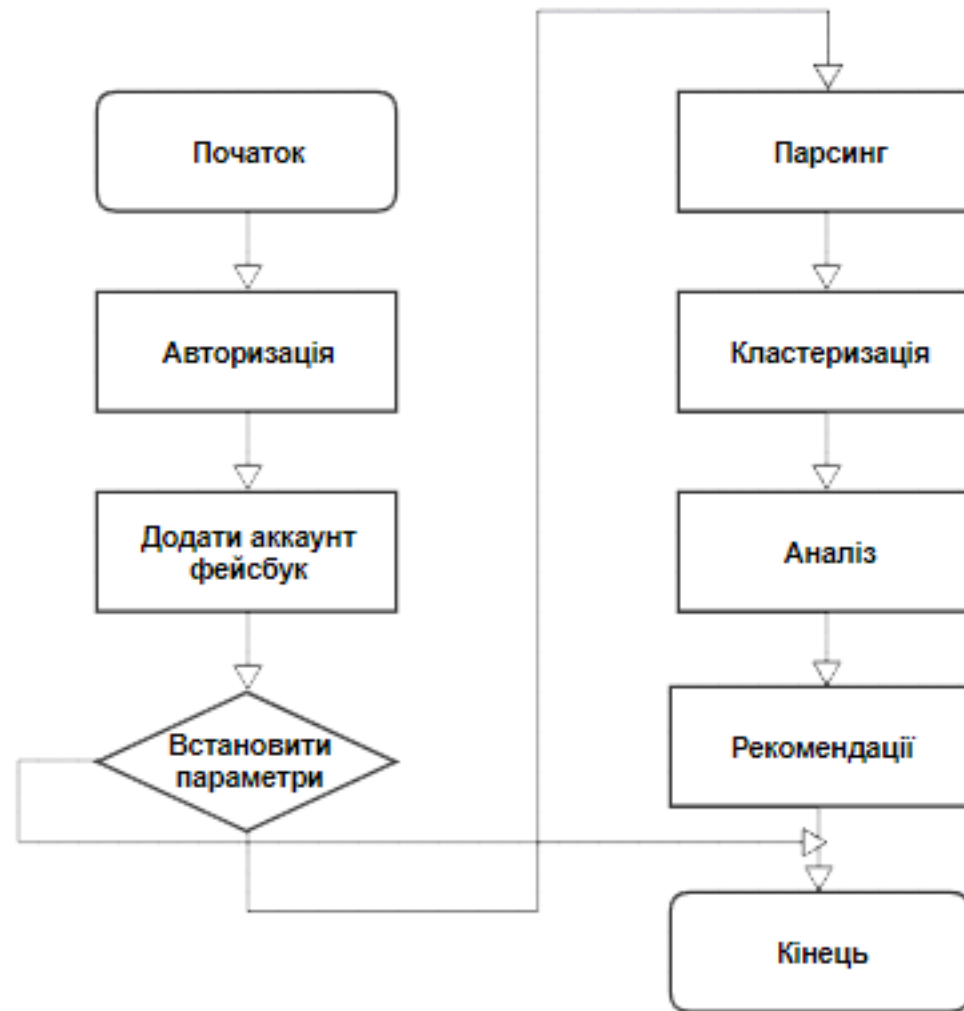 Початок
Авторизація
Додати аккаунт
фейсбук
Встановити
параметри
Парсинг
Кластеризація
Аналіз
Рекомендації
Кінець